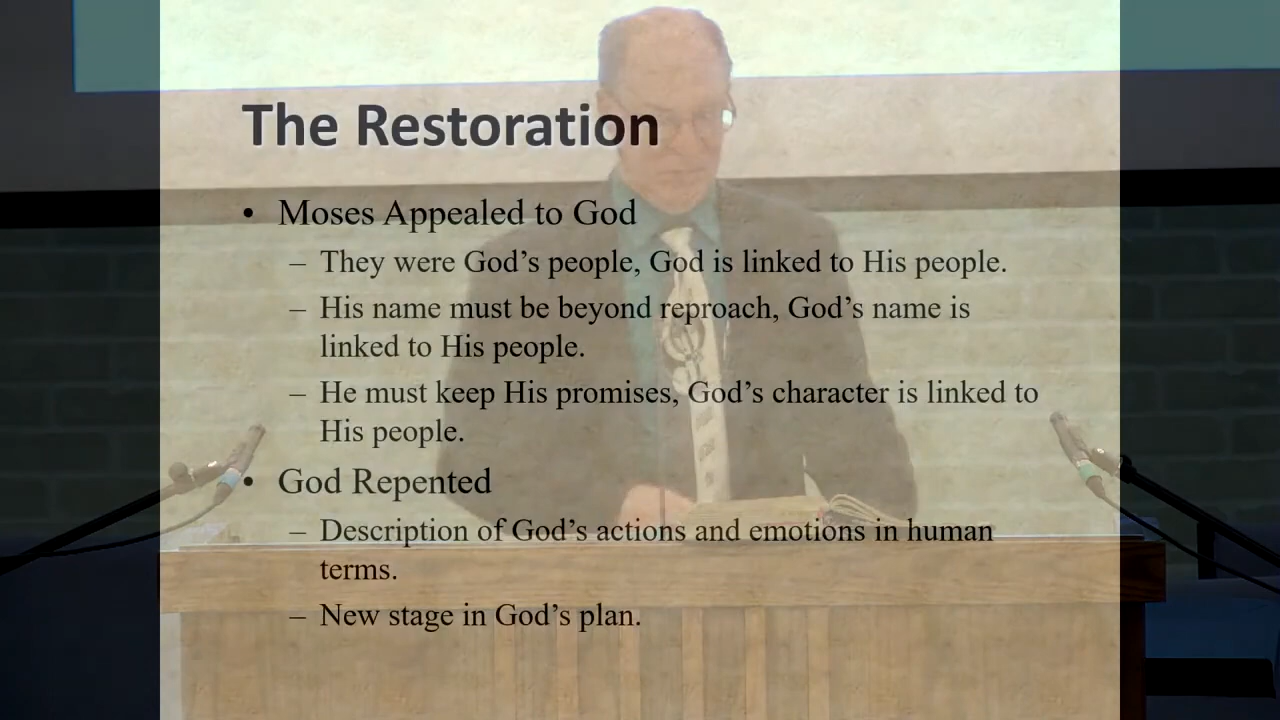 The Restoration
• Moses Appealed to God
– They were God’s people, God is linked to His people.
– His name must be beyond reproach, God’s name is
linked to His people.
– He must keep His promises, God’s character is linked to
His people.
• God Repented
– Description of God’s actions and emotions in human
terms.
– New stage in God’s plan.